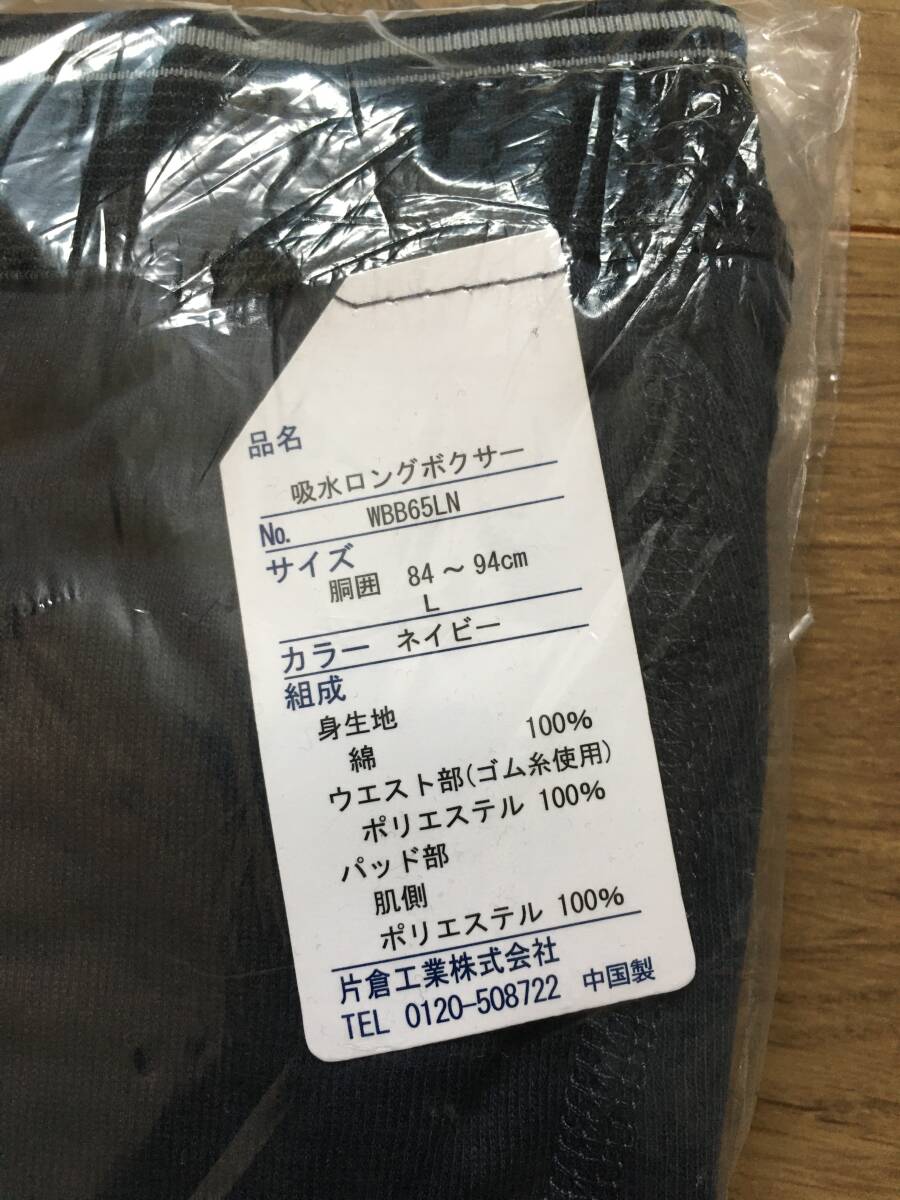 品名
吸水ロングボクサー
No. WBB65LN
サイズ
胴囲 84～94cm
L
カラー ネイビー
組成
身生地
綿 100%
ウエスト部(ゴム糸使用)
ポリエステル 100%
パッド部
肌側
ポリエステル 100%
片倉工業株式会社
TEL 0120-508722 中国製